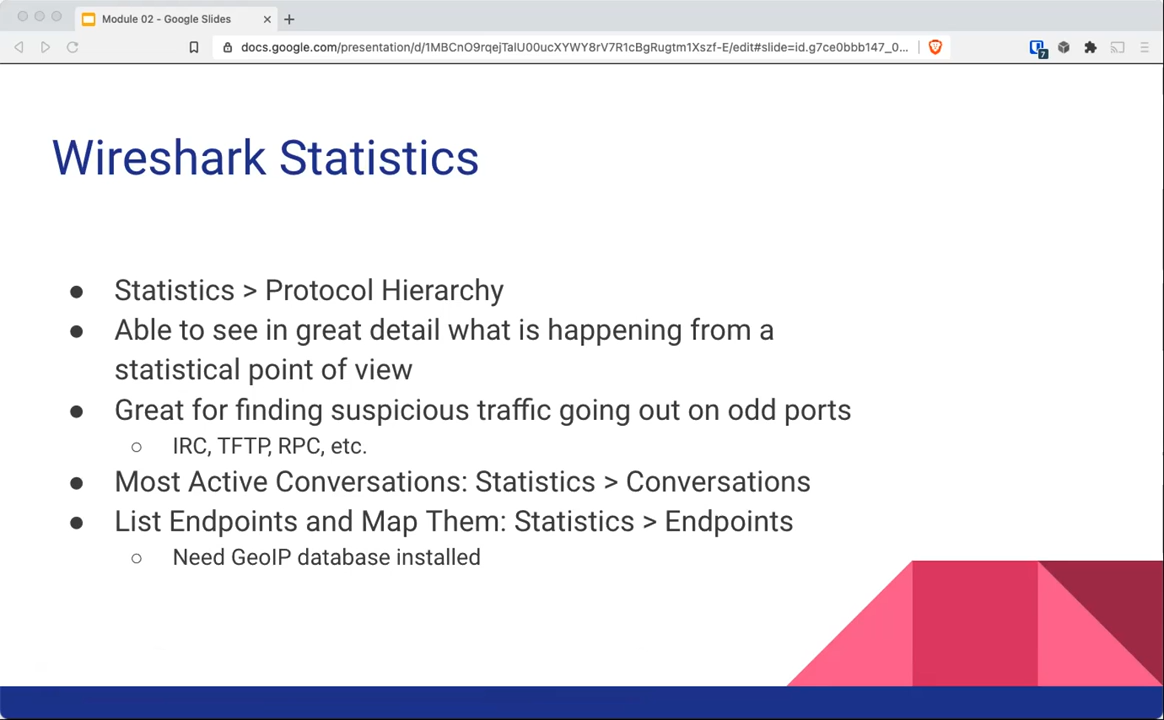 Module 02 - Google Slides
docs.google.com/presentation/d/1MBCnO9rqejTalU00ucXYWY8rV7R1cBgRugtm1Xszf-E/edit#slide=id.g7ce0bbb147_0...
7
Wireshark Statistics
● Statistics > Protocol Hierarchy
● Able to see in great detail what is happening from a
statistical point of view
● Great for finding suspicious traffic going out on odd ports
○ IRC, TFTP, RPC, etc.
● Most Active Conversations: Statistics > Conversations
● List Endpoints and Map Them: Statistics > Endpoints
○ Need GeoIP database installed